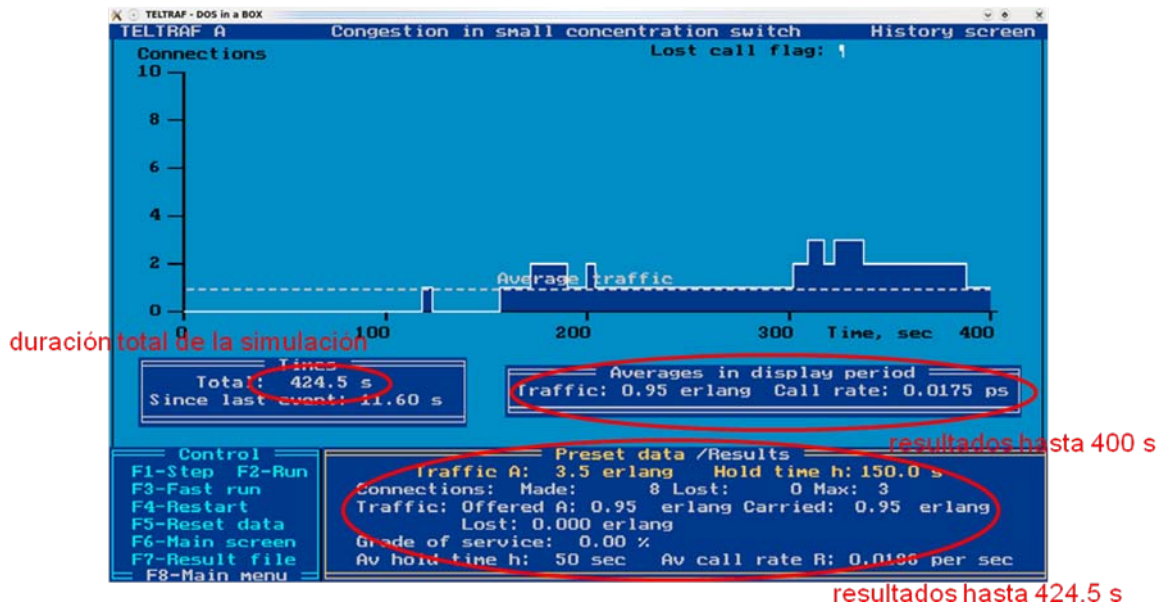 TELTRAF - DOS in a BOX
TELTRAF A Congestion in small concentration switch History screen
Connections Lost call flag:
10
8
6
4
2
Average traffic
0
0 100 200 300 Time, sec 400
duración total de la simulación
Times
Total: 424.5 s
Since last event: 11.60 s
Averages in display period
Traffic: 0.95 erlang Call rate: 0.0175 ps
resultados hasta 400 s
Control
F1-Step F2-Run
F3-Fast run
F4-Restart
F5-Reset data
F6-Main screen
F7-Result file
F8-Main menu
Preset data /Results
Traffic A: 3.5 erlang Hold time h: 150.0 s
Connections: Made: 8 Lost: 0 Max: 3
Traffic: Offered A: 0.95 erlang Carried: 0.95 erlang
Lost: 0.000 erlang
Grade of service: 0.00 %
Av hold time h: 50 sec Av call rate R: per sec
resultados hasta 424.5 s